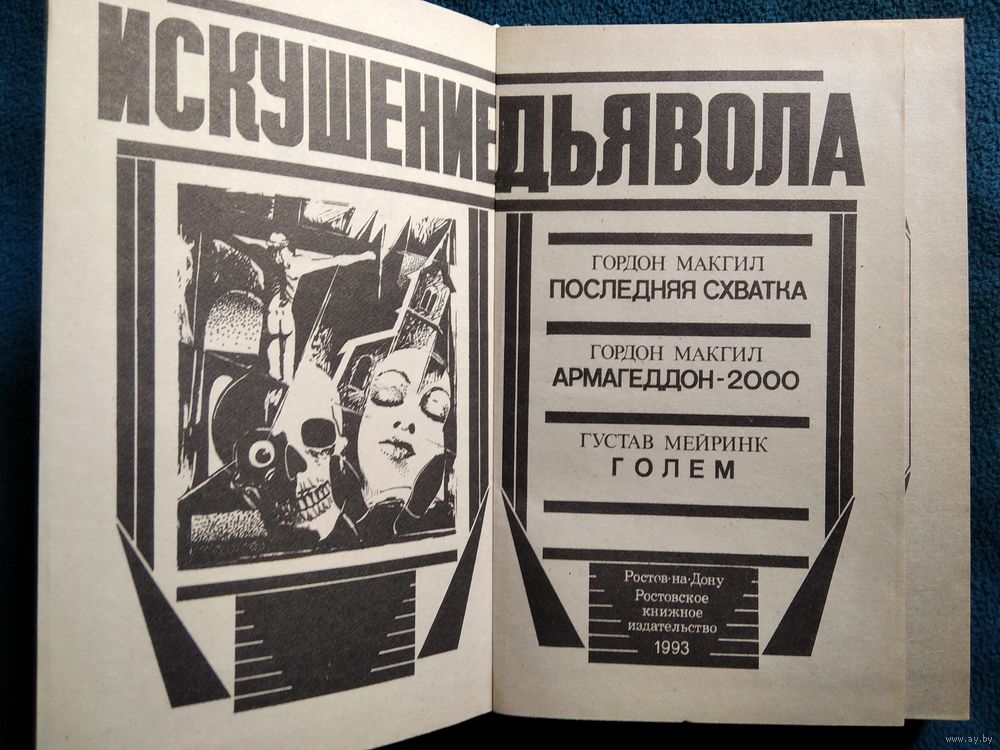 ИСКУШЕНИЕ ДЬЯВОЛА
ГОРДОН МАКГИЛ
ПОСЛЕДНЯЯ СХВАТКА
ГОРДОН МАКГИЛ
АРМАГЕДДОН-2000
ГУСТАВ МЕЙРИНК
ГОЛЕМ
Ростов-на-Дону
Ростовское
книжное
издательство
1993
www.ay.by